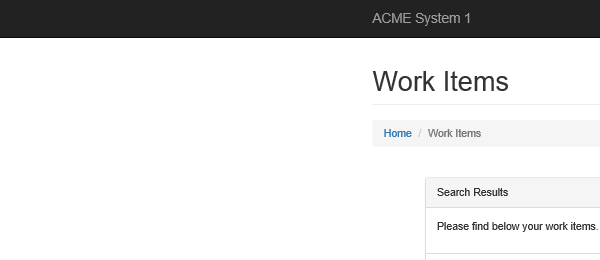 ACME System 1
Work Items
Home / Work Items
Search Results
Please find below your work items.